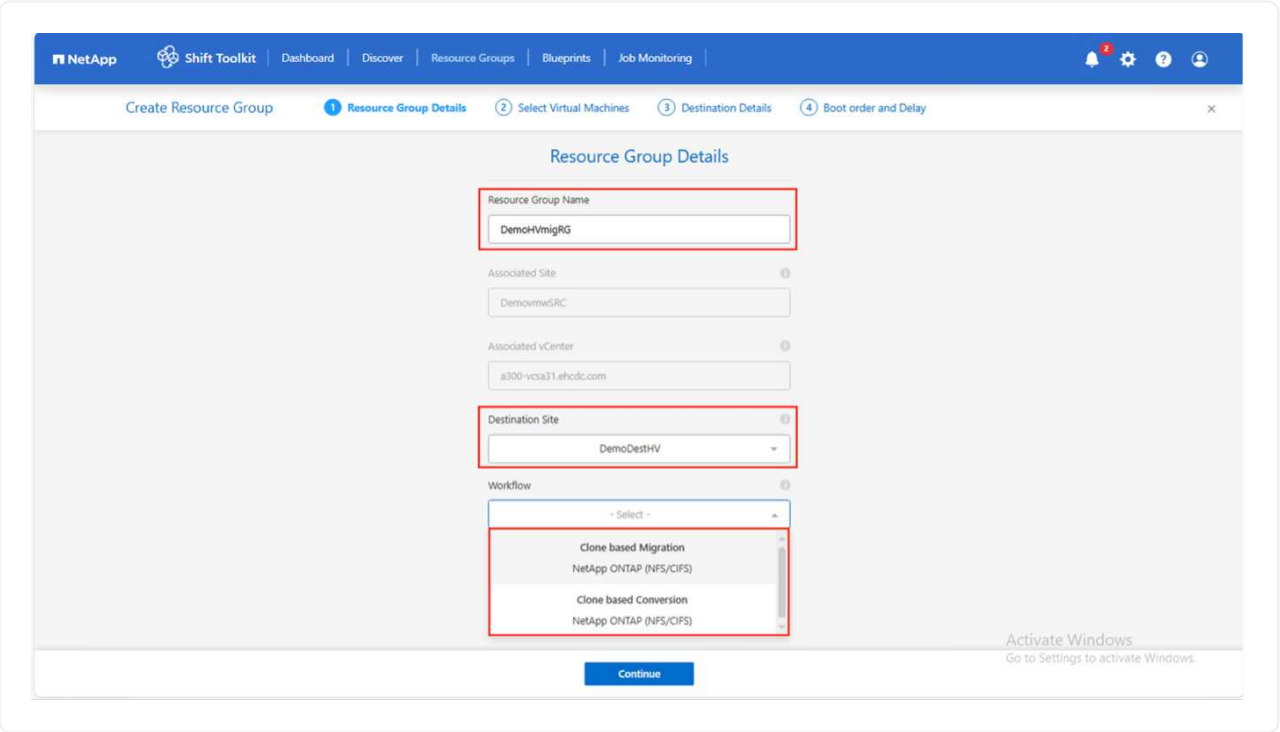 NetApp Shift Toolkit Dashboard Discover Resource Groups Blueprints Job Monitoring 2 ?
Create Resource Group 1 Resource Group Details 2 Select Virtual Machines 3 Destination Details 4 Boot order and Delay ×
Resource Group Details
Resource Group Name
DemoHVmigRG
Associated Site
DemovmwSRC
Associated vCenter
a300-vcsa31.ehcdc.com
Destination Site
DemoDestHV
Workflow
- Select -
Clone based Migration
NetApp ONTAP (NFS/CIFS)
Clone based Conversion
NetApp ONTAP (NFS/CIFS)
Activate Windows
Go to Settings to activate Windows.
Continue